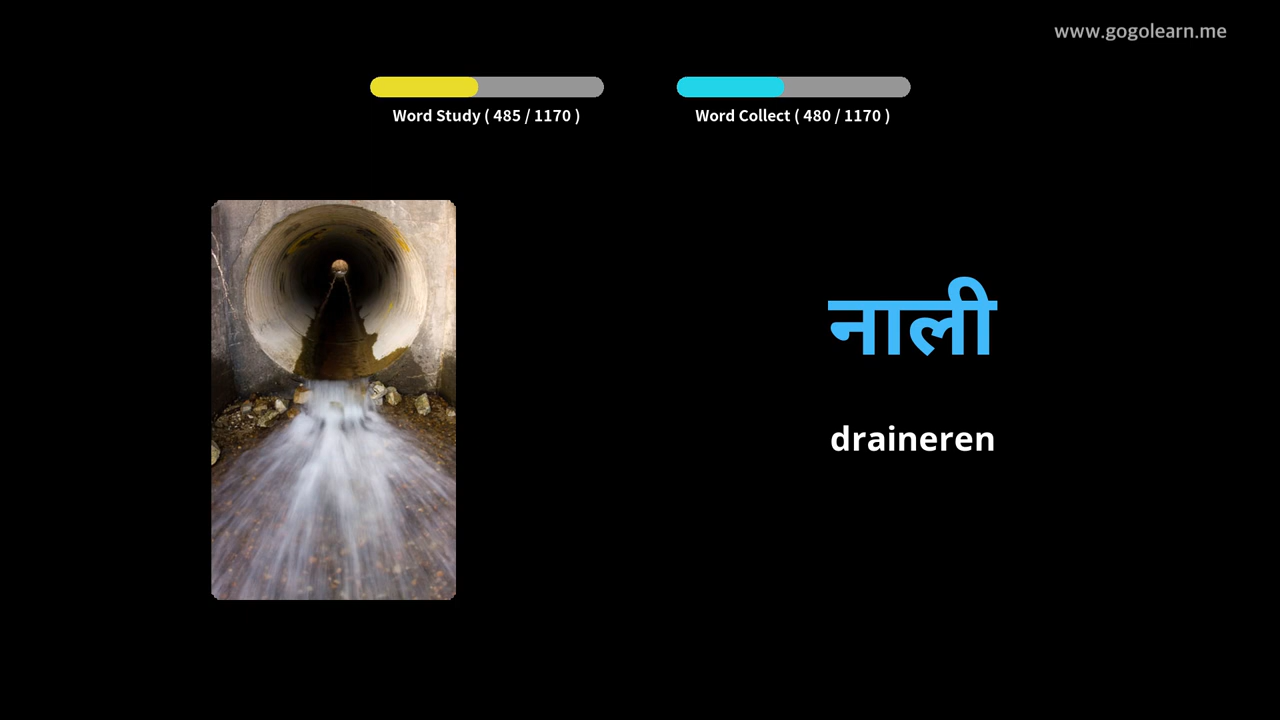 www.gogolearn.me
Word Study ( 485 / 1170 )
Word Collect ( 480 / 1170 )
नाली
draineren